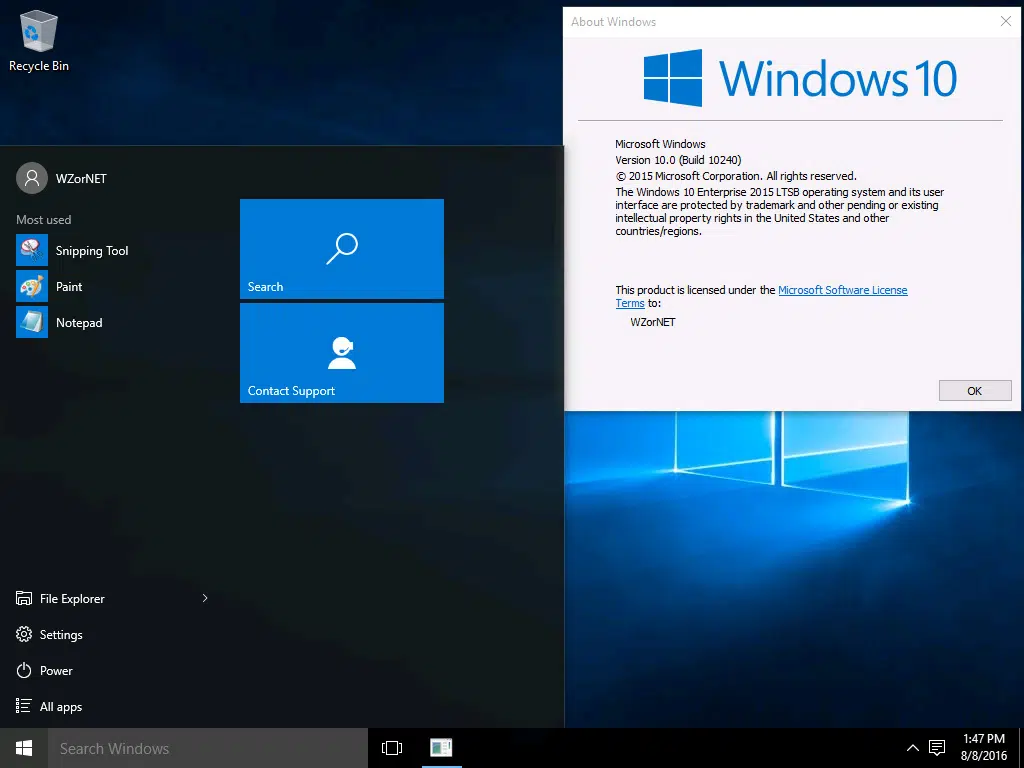 Recycle Bin
About Windows
Windows 10
Microsoft Windows
Version 10.0 (Build 10240)
© 2015 Microsoft Corporation. All rights reserved.
The Windows 10 Enterprise 2015 LTSB operating system and its user
interface are protected by trademark and other pending or existing
intellectual property rights in the United States and other
countries/regions.
This product is licensed under the Microsoft Software License
Terms to:
WZorNET
OK
WZorNET
Most used
Snipping Tool
Paint
Notepad
Search
Contact Support
File Explorer
Settings
Power
All apps
Search Windows
1:47 PM
8/8/2016